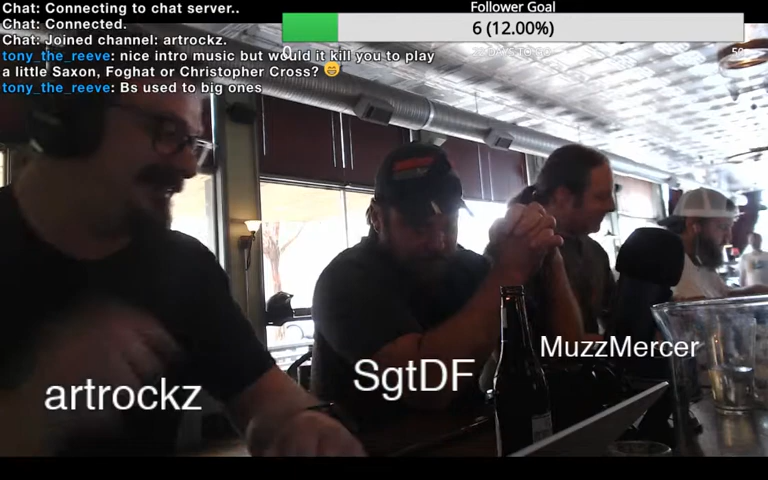 Chat: Connecting to chat server..
Chat: Connected.
Chat: Joined channel: artrockz.
tony_the_reeve: nice intro music but would it kill you to play
a little Saxon, Foghat or Christopher Cross? 😁
tony_the_reeve: Bs used to big ones
Follower Goal
6 (12.00%)
0
MuzzMercer
SgtDF
artrockz